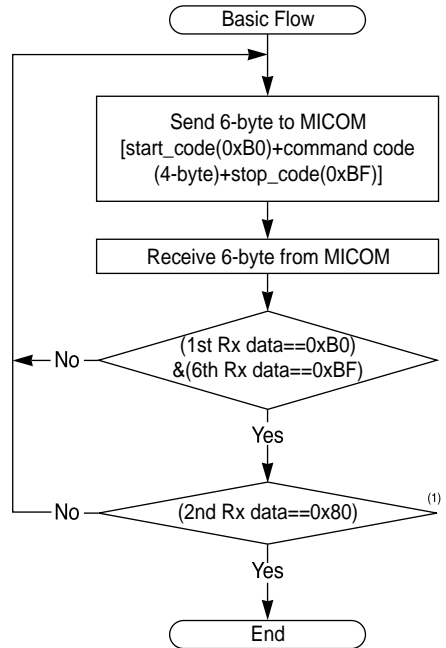 Basic Flow
Send 6-byte to MICOM
[start_code(0xB0)+command code
(4-byte)+stop_code(0xBF)]
Receive 6-byte from MICOM
(1st Rx data==0xB0)
&(6th Rx data==0xBF)
No
Yes
(2nd Rx data==0x80)
(1)
No
Yes
End